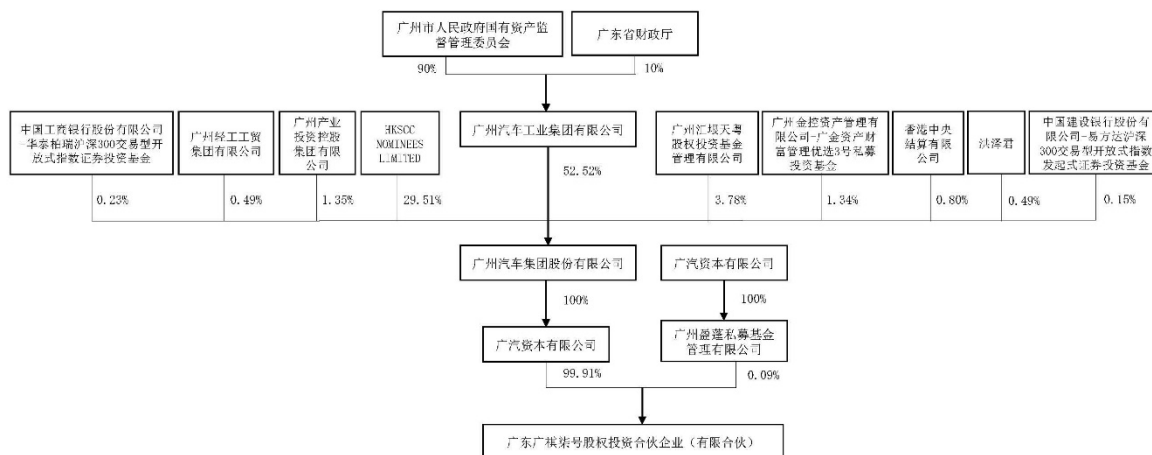 广州市人民政府国有资产监
督管理委员会
广东省财政厅
90%
10%
中国工商银行股份有限公司
-华泰柏瑞沪深300交易型开
放式指数证券投资基金
广州轻工工贸
集团有限公司
广州产业
投资控股
集团有限
公司
HKSCC
NOMINEES
LIMITED
广州汽车工业集团有限公司
广州汇垠天粤
股权投资基金
管理有限公司
广州金控资产管理有
限公司-广金资产财
富管理优选3号私募
投资基金
香港中央
结算有限
公司
洪泽君
中国建设银行股份有
限公司-易方达沪深
300交易型开放式指数
发起式证券投资基金
0.23%
0.49%
1.35%
29.51%
52.52%
3.78%
1.34%
0.80%
0.49%
0.15%
广州汽车集团股份有限公司
广汽资本有限公司
100%
100%
广汽资本有限公司
广州盈蓬私募基金
管理有限公司
99.91%
0.09%
广东广祺柒号股权投资合伙企业（有限合伙）